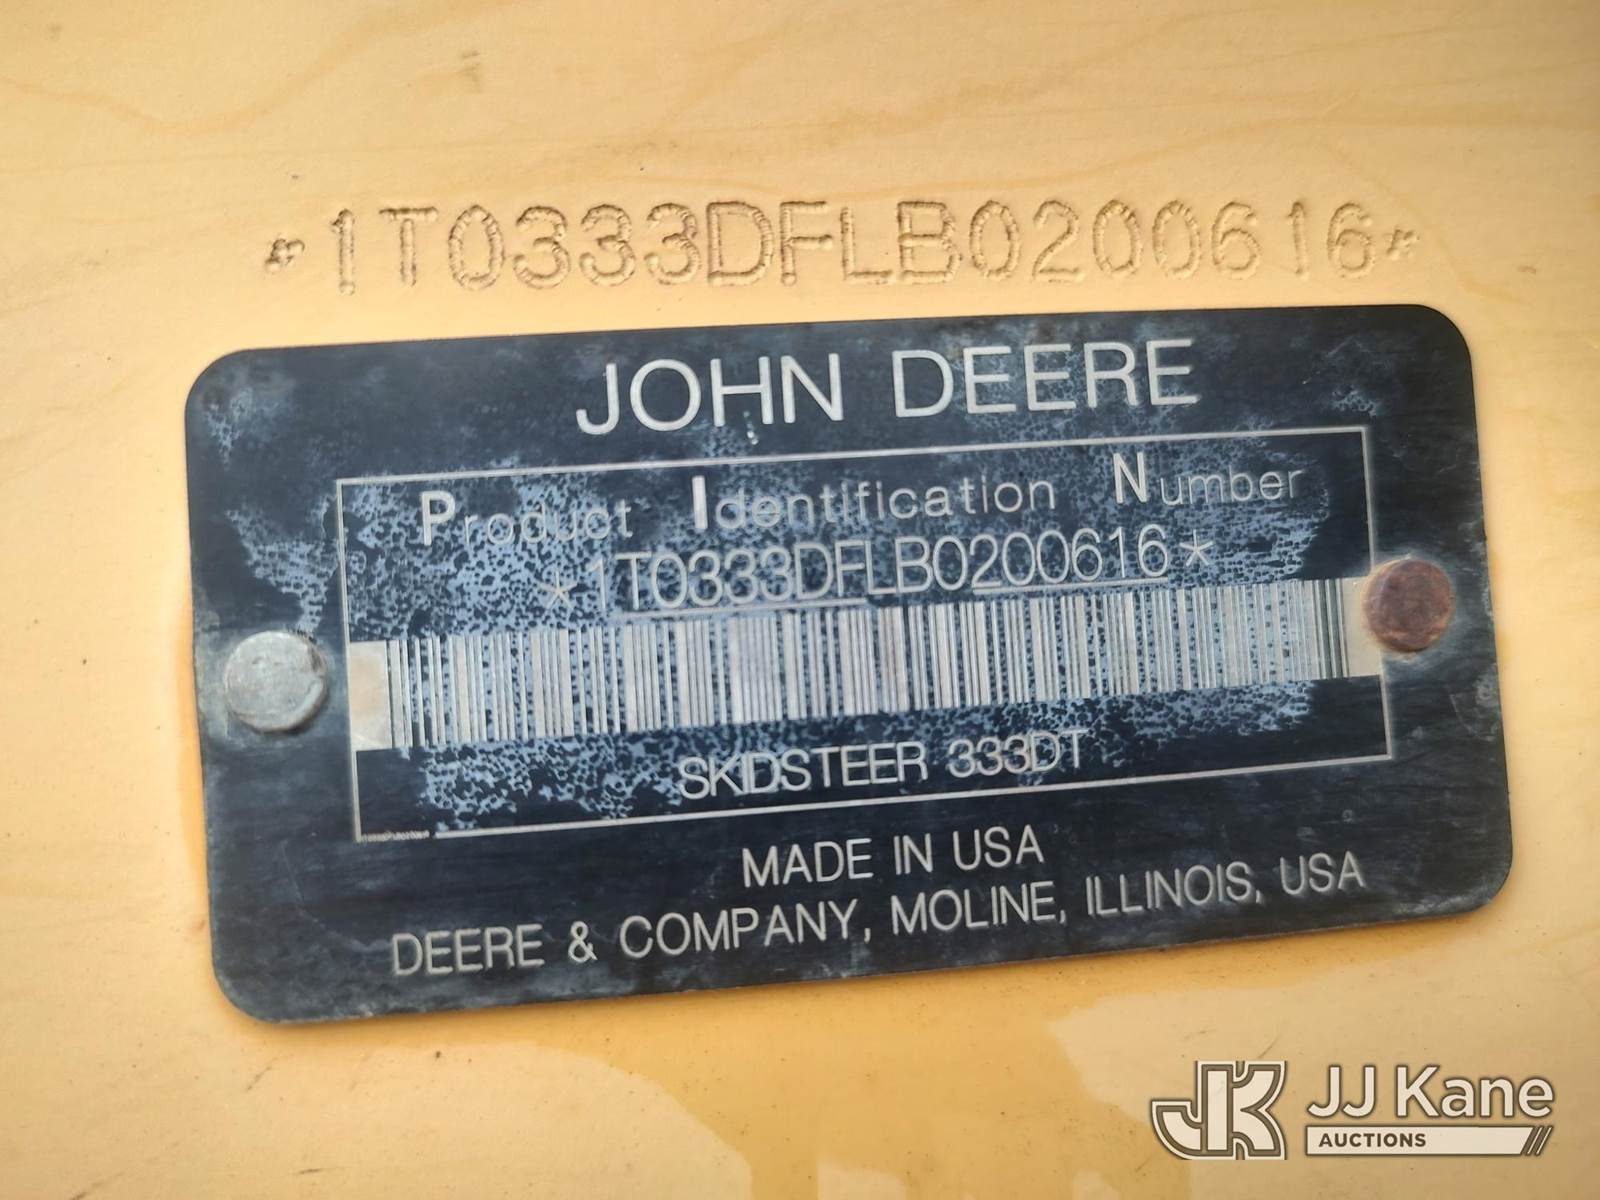 *1T0333DFLB0200616*
JOHN DEERE
Product Identification Number
*1T0333DFLB0200616*
SKIDSTEER 333DT
MADE IN USA
DEERE & COMPANY, MOLINE, ILLINOIS, USA
JK JJ Kane
AUCTIONS